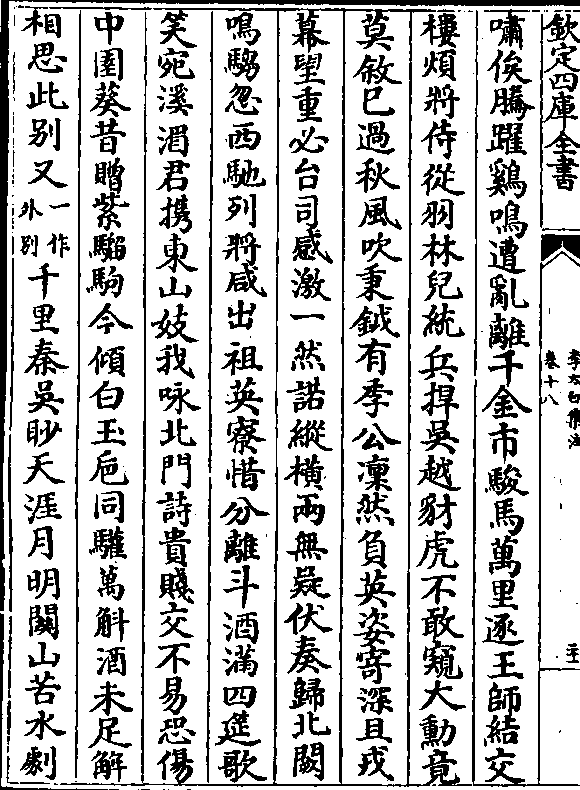 欽定四庫全書
李太白集注
卷十八
嘯俟騰躍鷄鳴遭亂離千金市駿馬萬里逐王師結交
樓煩將侍從羽林兒統兵捍吳越豺虎不敢窺大勳竟
莫敘已過秋風吹秉鉞有季公凜然負英姿寄深且戎
幕望重必台司感激一然諾縱橫兩無疑伏奏歸北闕
鳴騶忽西馳列將咸出祖英寮惜分離斗酒滿四筵歌
笑宛溪湄君携東山妓我咏北門詩貴賤交不易恐傷
中園葵昔贈紫騮駒今傾白玉巵同驩萬斛酒未足解
相思此別又一作外別千里秦吳眇天涯月明關山苦水劇